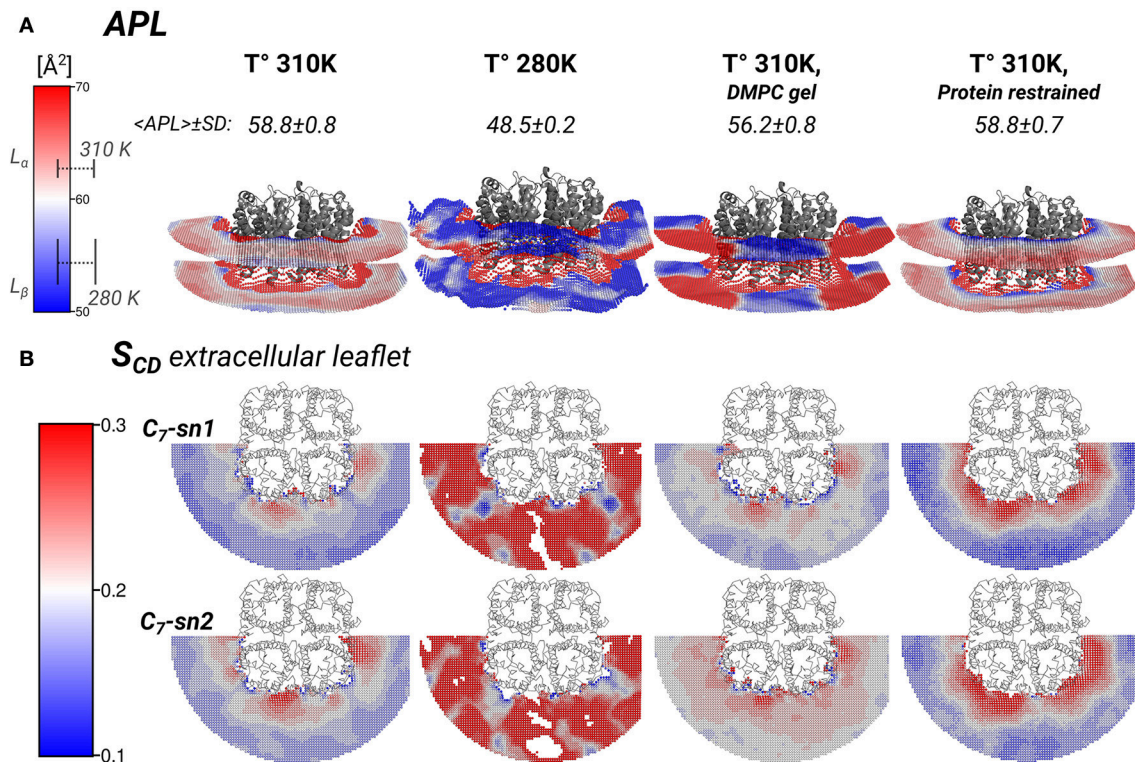 A
APL
[Å²]
T° 310K
T° 280K
T° 310K,
DMPC gel
T° 310K,
Protein restrained
<APL>±SD:
58.8±0.8
48.5±0.2
56.2±0.8
58.8±0.7
70
60
50
Lα
310 K
Lβ
280 K
B
SCD extracellular leaflet
C7-sn1
C7-sn2
0.3
0.2
0.1